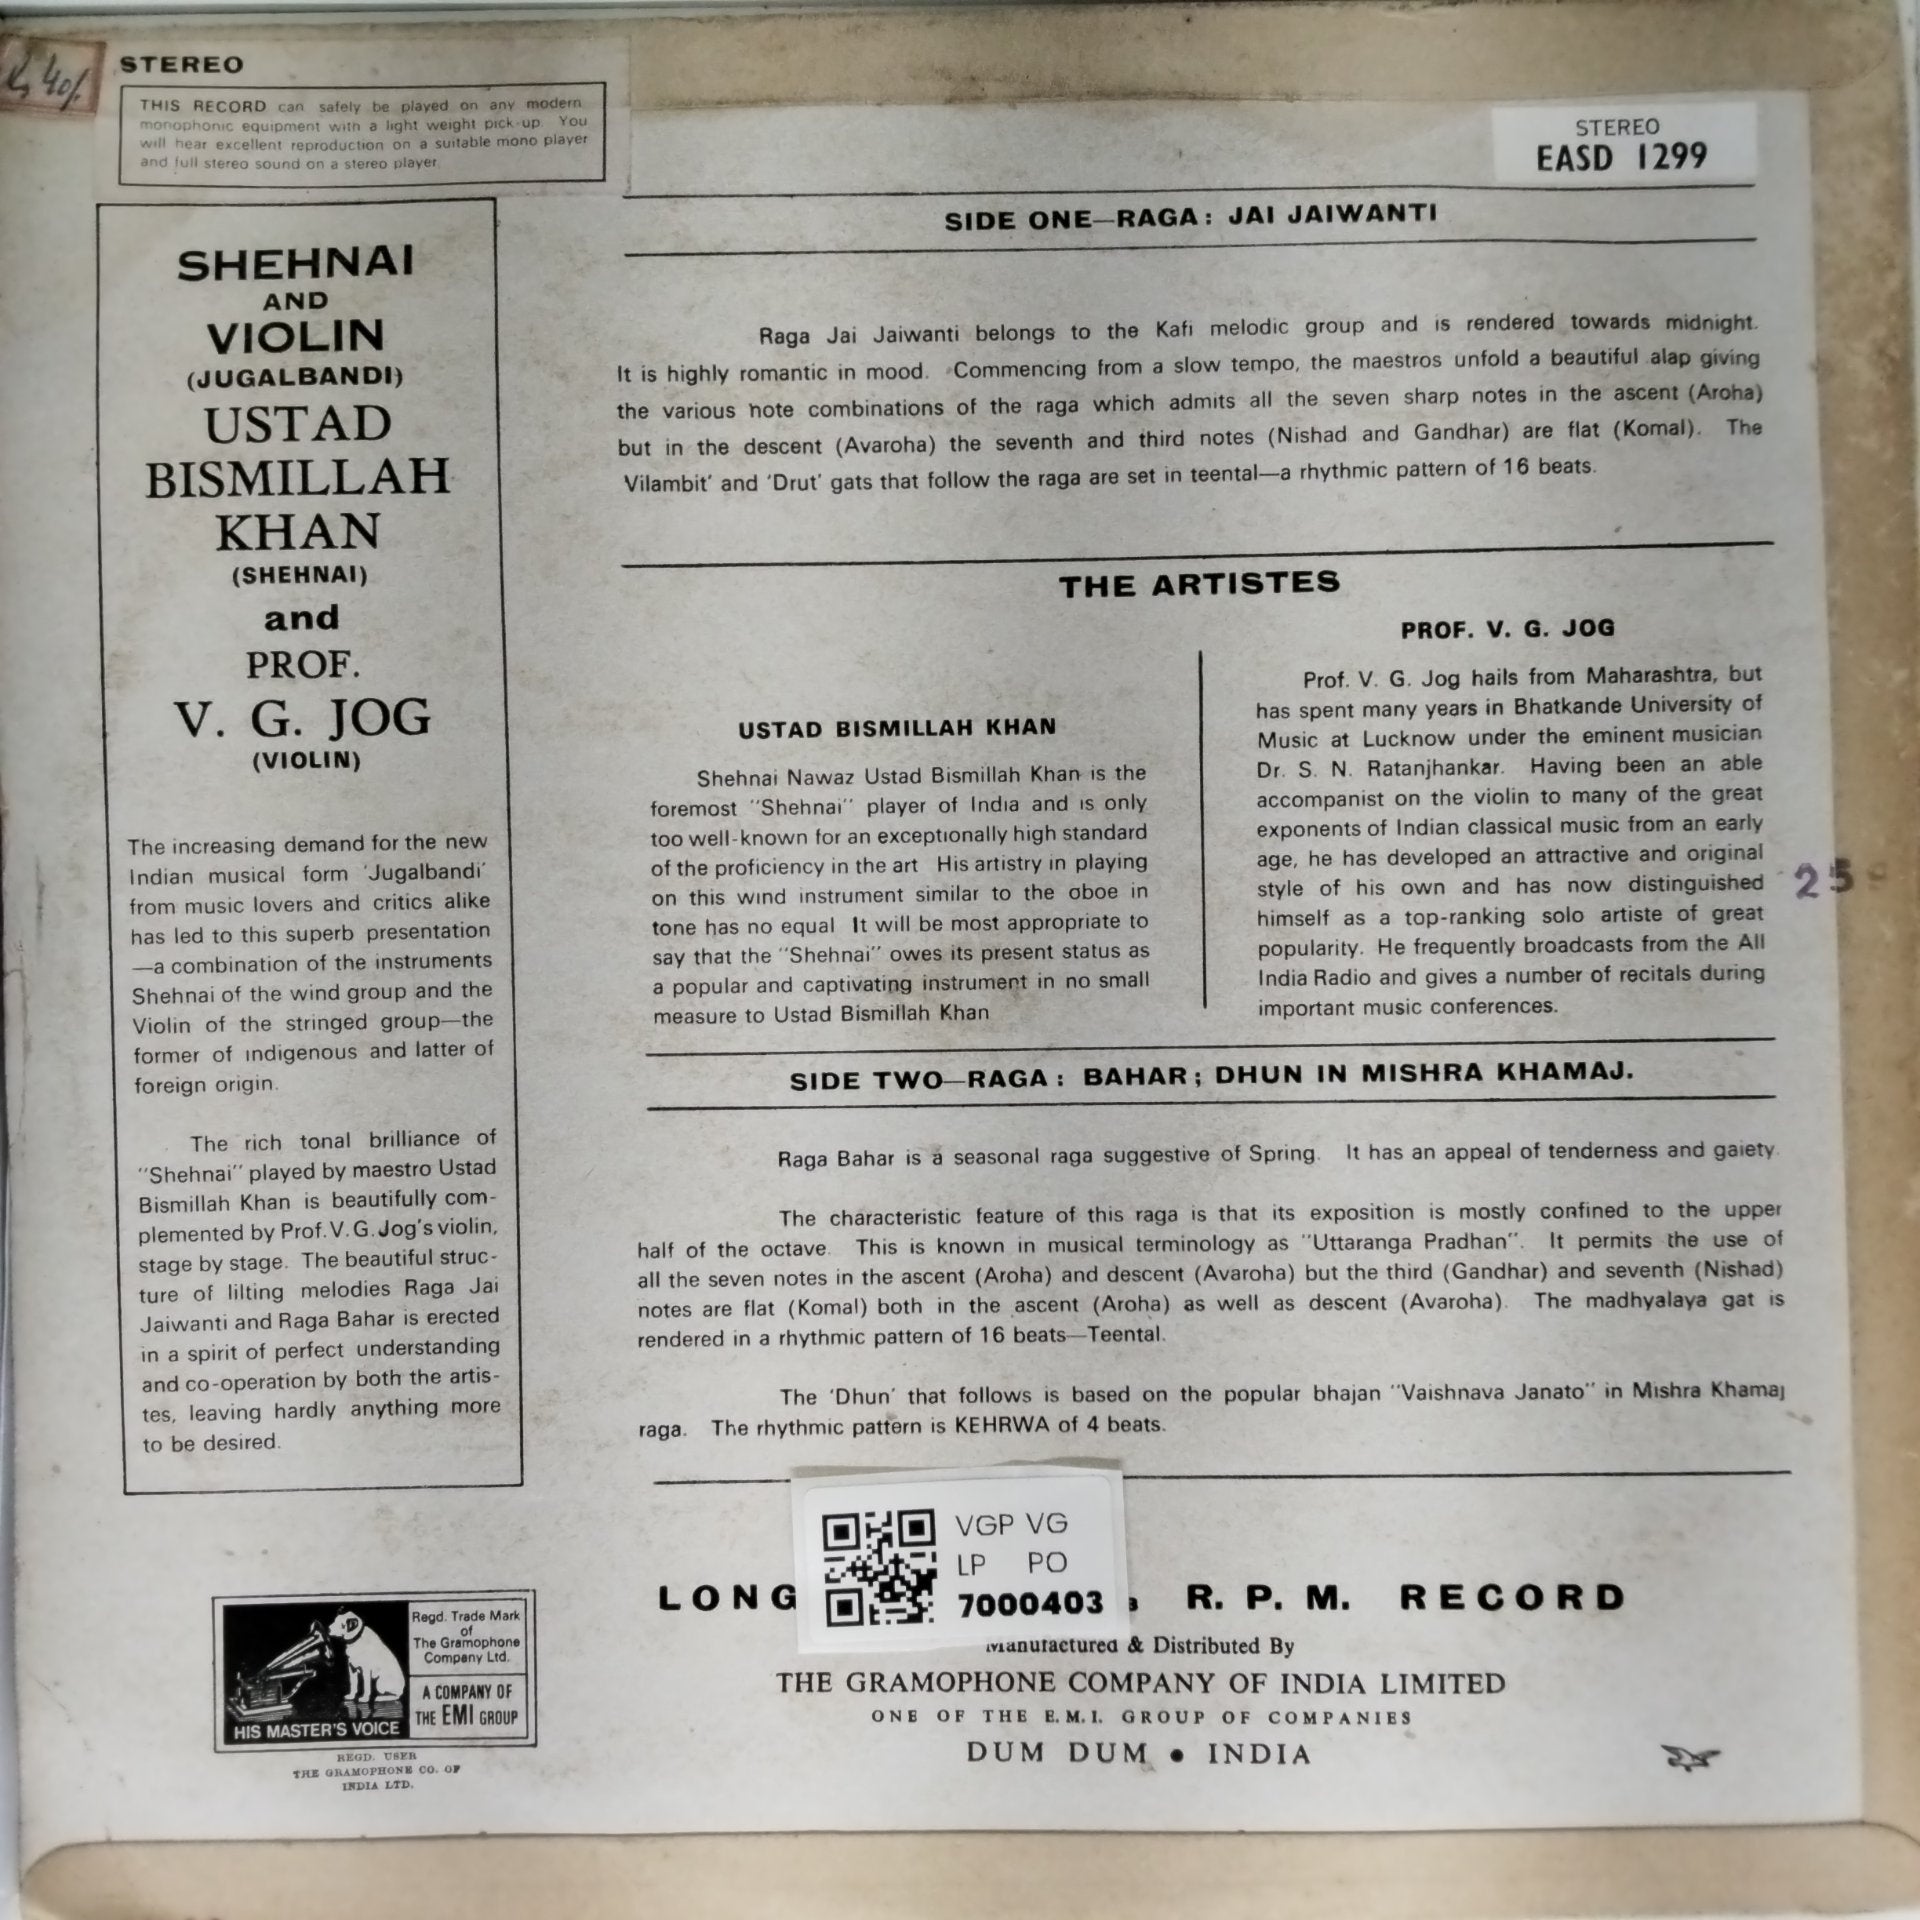 Rs 40/-
STEREO
THIS RECORD can safely be played on any modern
monophonic equipment with a light weight pick-up. You
will hear excellent reproduction on a suitable mono player
and full stereo sound on a stereo player.
STEREO
EASD 1299
SHEHNAI
AND
VIOLIN
(JUGALBANDI)
USTAD
BISMILLAH
KHAN
(SHEHNAI)
and
PROF.
V. G. JOG
(VIOLIN)
The increasing demand for the new
Indian musical form 'Jugalbandi'
from music lovers and critics alike
has led to this superb presentation
—a combination of the instruments
Shehnai of the wind group and the
Violin of the stringed group—the
former of indigenous and latter of
foreign origin.
The rich tonal brilliance of
"Shehnai" played by maestro Ustad
Bismillah Khan is beautifully com-
plemented by Prof. V. G. Jog's violin,
stage by stage. The beautiful struc-
ture of lilting melodies Raga Jai
Jaiwanti and Raga Bahar is erected
in a spirit of perfect understanding
and co-operation by both the artis-
tes, leaving hardly anything more
to be desired.
SIDE ONE—RAGA: JAI JAIWANTI
Raga Jai Jaiwanti belongs to the Kafi melodic group and is rendered towards midnight.
It is highly romantic in mood. Commencing from a slow tempo, the maestros unfold a beautiful alap giving
the various note combinations of the raga which admits all the seven sharp notes in the ascent (Aroha)
but in the descent (Avaroha) the seventh and third notes (Nishad and Gandhar) are flat (Komal). The
Vilambit' and 'Drut' gats that follow the raga are set in teental—a rhythmic pattern of 16 beats.
THE ARTISTES
USTAD BISMILLAH KHAN
Shehnai Nawaz Ustad Bismillah Khan is the
foremost "Shehnai" player of India and is only
too well-known for an exceptionally high standard
of the proficiency in the art His artistry in playing
on this wind instrument similar to the oboe in
tone has no equal It will be most appropriate to
say that the "Shehnai" owes its present status as
a popular and captivating instrument in no small
measure to Ustad Bismillah Khan
PROF. V. G. JOG
Prof. V. G. Jog hails from Maharashtra, but
has spent many years in Bhatkande University of
Music at Lucknow under the eminent musician
Dr. S. N. Ratanjhankar. Having been an able
accompanist on the violin to many of the great
exponents of Indian classical music from an early
age, he has developed an attractive and original
style of his own and has now distinguished
himself as a top-ranking solo artiste of great
popularity. He frequently broadcasts from the All
India Radio and gives a number of recitals during
important music conferences.
25
SIDE TWO—RAGA: BAHAR; DHUN IN MISHRA KHAMAJ.
Raga Bahar is a seasonal raga suggestive of Spring. It has an appeal of tenderness and gaiety.
The characteristic feature of this raga is that its exposition is mostly confined to the upper
half of the octave. This is known in musical terminology as "Uttaranga Pradhan". It permits the use of
all the seven notes in the ascent (Aroha) and descent (Avaroha) but the third (Gandhar) and seventh (Nishad)
notes are flat (Komal) both in the ascent (Aroha) as well as descent (Avaroha). The madhyalaya gat is
rendered in a rhythmic pattern of 16 beats—Teental.
The 'Dhun' that follows is based on the popular bhajan "Vaishnava Janato" in Mishra Khamaj
raga. The rhythmic pattern is KEHRWA of 4 beats.
VGP VG
LP PO
7000403
LONG R. P. M. RECORD
Manufactured & Distributed By
THE GRAMOPHONE COMPANY OF INDIA LIMITED
ONE OF THE E.M.I. GROUP OF COMPANIES
DUM DUM • INDIA
HIS MASTER'S VOICE
Regd. Trade Mark
of
The Gramophone
Company Ltd.
A COMPANY OF
THE EMI GROUP
REGD. USER
THE GRAMOPHONE CO. OF
INDIA LTD.